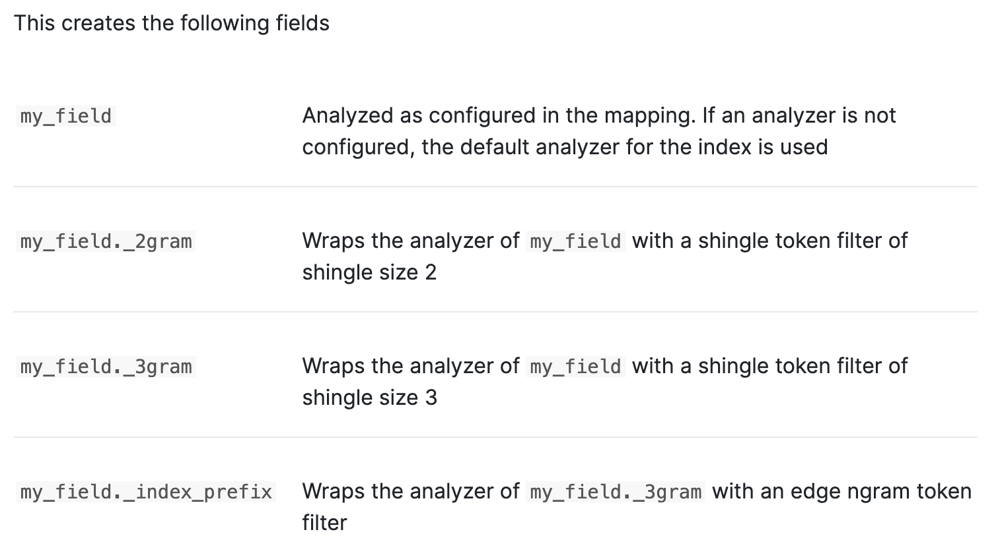 This creates the following fields
my_field Analyzed as configured in the mapping. If an analyzer is not
configured, the default analyzer for the index is used
my_field._2gram Wraps the analyzer of my_field with a shingle token filter of
shingle size 2
my_field._3gram Wraps the analyzer of my_field with a shingle token filter of
shingle size 3
my_field._index_prefix Wraps the analyzer of my_field._3gram with an edge ngram token
filter